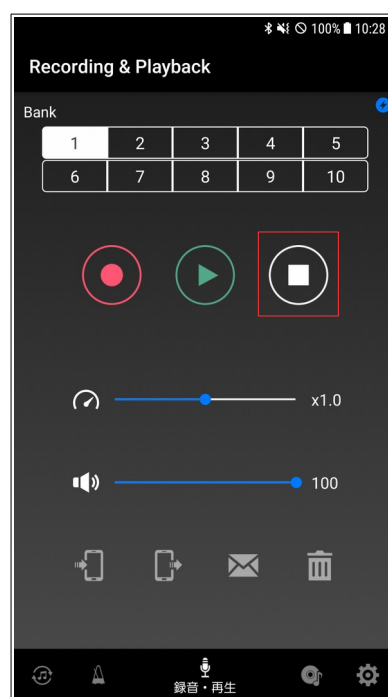 100% 10:28
Recording & Playback
Bank
1 2 3 4 5
6 7 8 9 10
x1.0
100
録音・再生